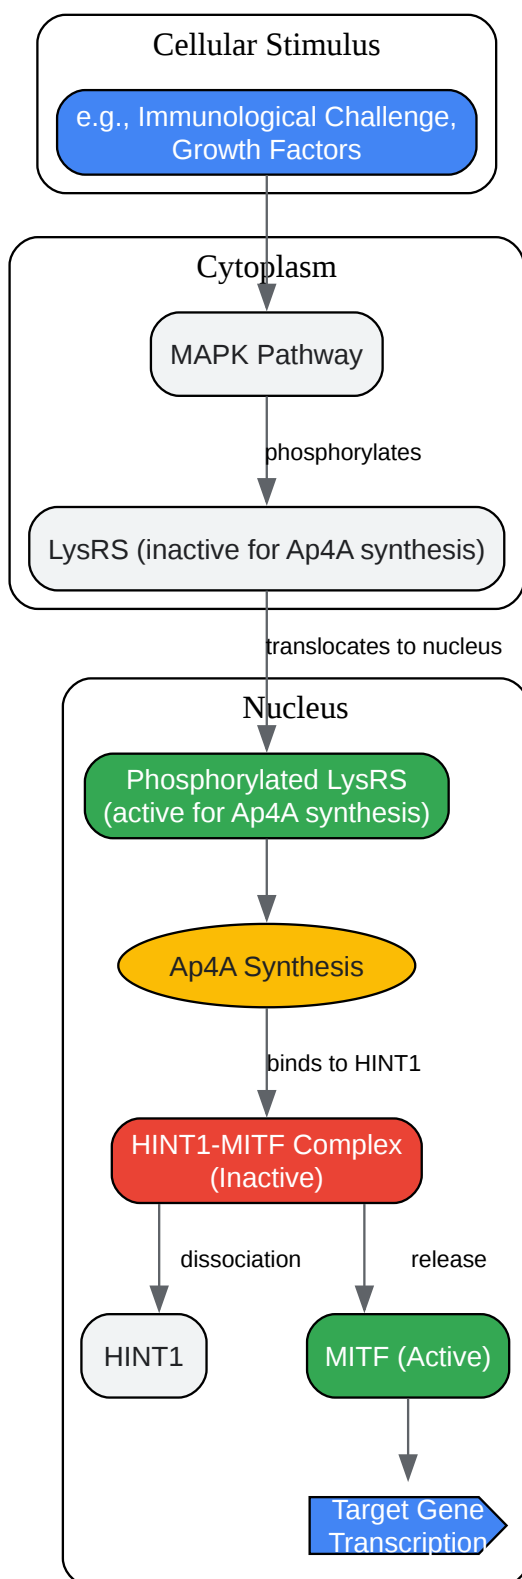 Cellular Stimulus
e.g., Immunological Challenge,
Growth Factors
Cytoplasm
MAPK Pathway
phosphorylates
LysRS (inactive for Ap4A synthesis)
translocates to nucleus
Nucleus
Phosphorylated LysRS
(active for Ap4A synthesis)
Ap4A Synthesis
binds to HINT1
HINT1-MITF Complex
(Inactive)
dissociation
release
HINT1
MITF (Active)
Target Gene
Transcription